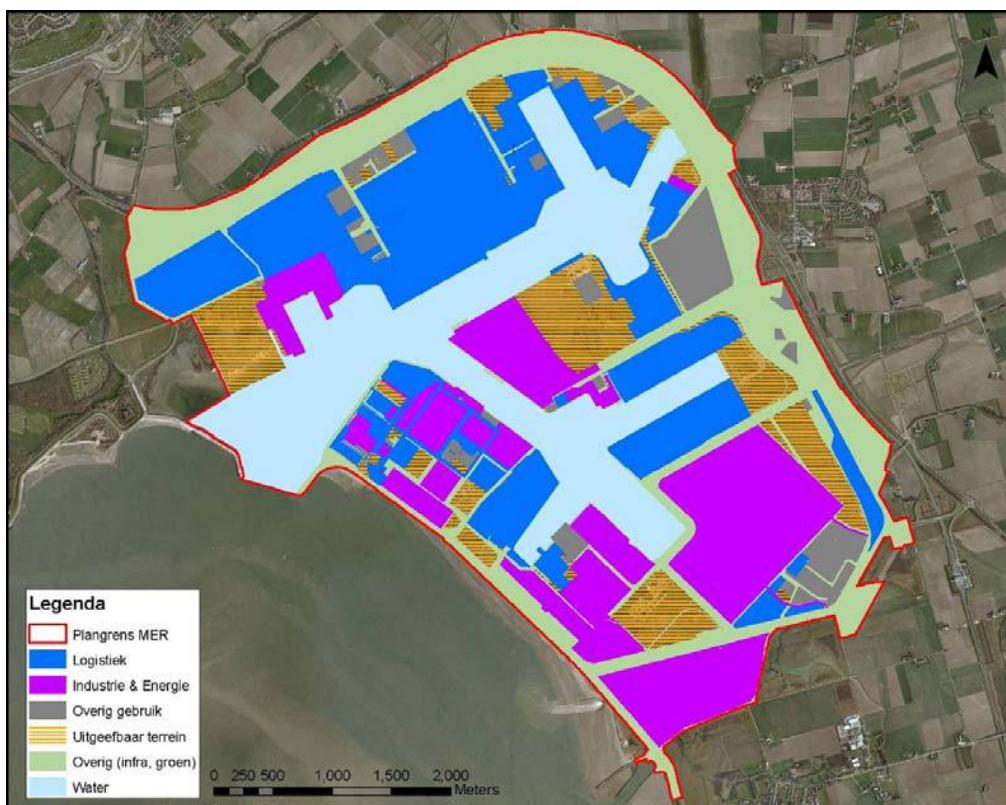 N
Legenda
Plangrens MER
Logistiek
Industrie & Energie
Overig gebruik
Uitgeefbaar terrein
Overig (infra, groen)
Water
0 250 500 1,000 1,500 2,000
Meters